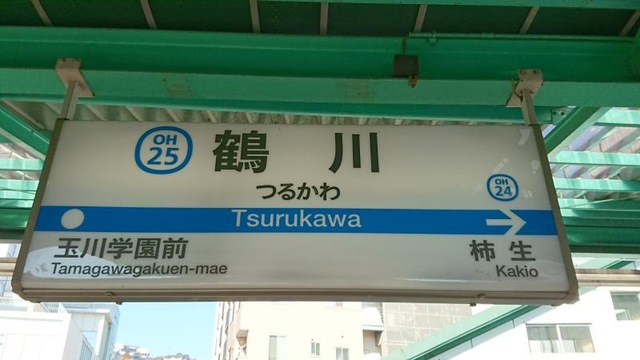 OH
25
鶴川
つるかわ
OH
24
Tsurukawa
玉川学園前
Tamagawagakuen-mae
柿生
Kakio